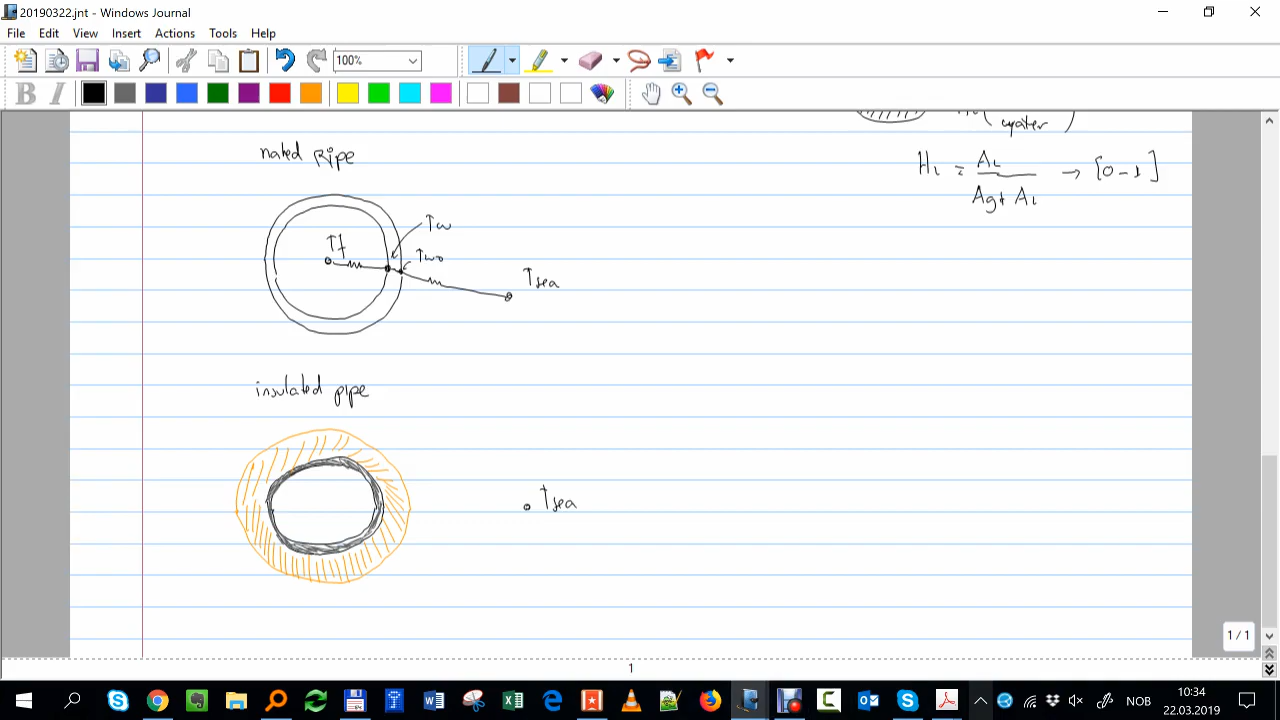 20190322.jnt - Windows Journal
File Edit View Insert Actions Tools Help
100%
B I
water
HL = AL / Ag + AL → [0-1]
naked pipe
Tf
Tw
Two
Tsea
insulated pipe
Tsea
1 / 1
1
NOB
10:34
22.03.2019